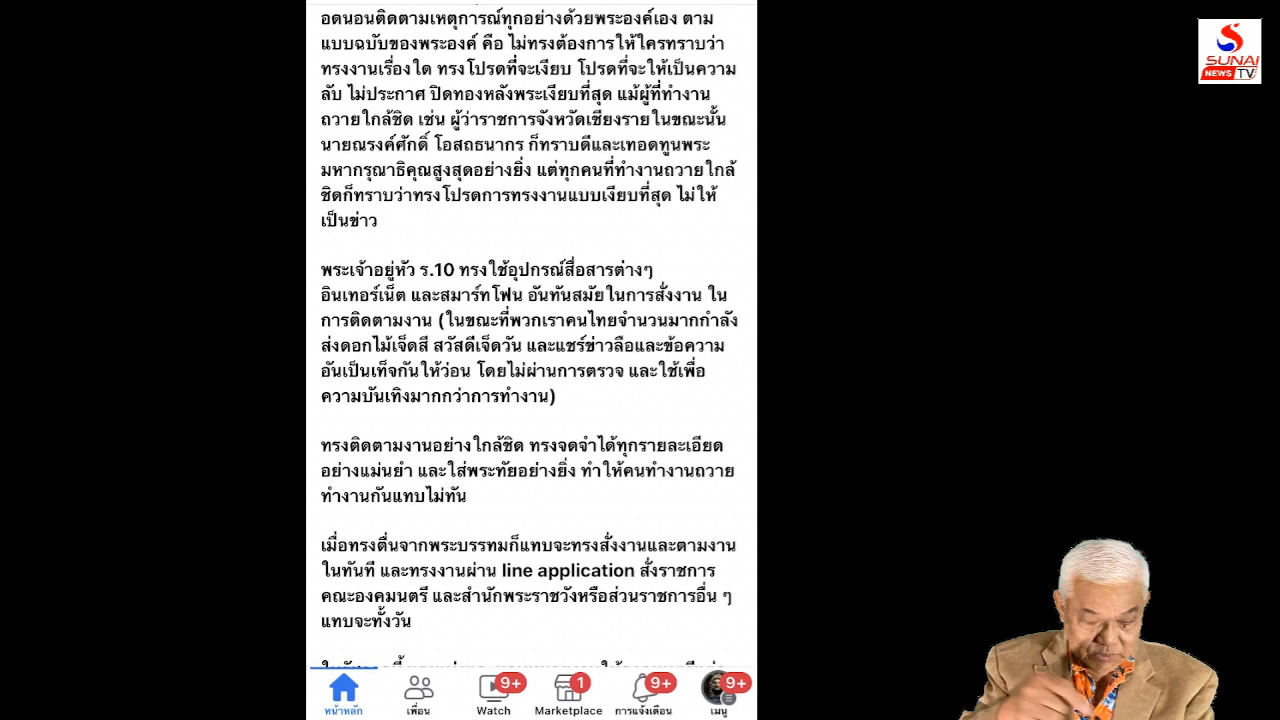 อดนอนติดตามเหตุการณ์ทุกอย่างด้วยพระองค์เอง ตาม
แบบฉบับของพระองค์ คือ ไม่ทรงต้องการให้ใครทราบว่า
ทรงงานเรื่องใด ทรงโปรดที่จะเงียบ โปรดที่จะให้เป็นความ
ลับ ไม่ประกาศ ปิดทองหลังพระเงียบที่สุด แม้ผู้ที่ทำงาน
ถวายใกล้ชิด เช่น ผู้ว่าราชการจังหวัดเชียงรายในขณะนั้น
นายณรงค์ศักดิ์ โอสถธนากร ก็ทราบดีและเทอดทูนพระ
มหากรุณาธิคุณสูงสุดอย่างยิ่ง แต่ทุกคนที่ทำงานถวายใกล้
ชิดก็ทราบว่าทรงโปรดการทรงงานแบบเงียบที่สุด ไม่ให้
เป็นข่าว
พระเจ้าอยู่หัว ร.10 ทรงใช้อุปกรณ์สื่อสารต่างๆ
อินเทอร์เน็ต และสมาร์ทโฟน อันทันสมัยในการสั่งงาน ใน
การติดตามงาน (ในขณะที่พวกเราคนไทยจำนวนมากกำลัง
ส่งดอกไม้เจ็ดสี สวัสดีเจ็ดวัน และแชร์ข่าวลือและข้อความ
อันเป็นเท็จกันให้ว่อน โดยไม่ผ่านการตรวจ และใช้เพื่อ
ความบันเทิงมากกว่าการทำงาน)
ทรงติดตามงานอย่างใกล้ชิด ทรงจดจำได้ทุกรายละเอียด
อย่างแม่นยำ และใส่พระทัยอย่างยิ่ง ทำให้คนทำงานถวาย
ทำงานกันแทบไม่ทัน
เมื่อทรงตื่นจากพระบรรทมก็แทบจะทรงสั่งงานและตามงาน
ในทันที และทรงงานผ่าน line application สั่งราชการ
คณะองคมนตรี และสำนักพระราชวังหรือส่วนราชการอื่น ๆ
แทบจะทั้งวัน
9+ 1 9+ 9+
หน้าหลัก เพื่อน Watch Marketplace การแจ้งเตือน เมนู
SUNAI
NEWS TV